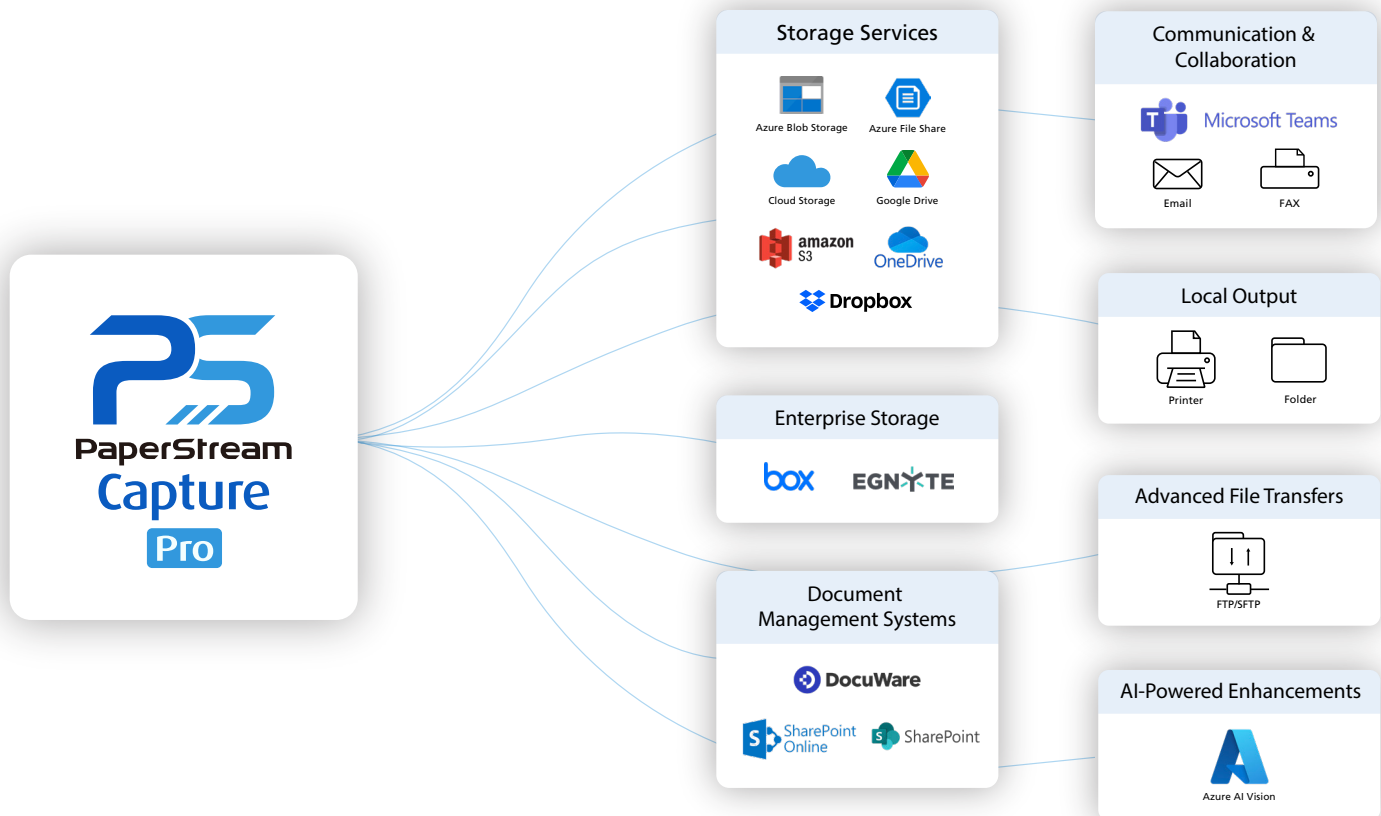 PS
PaperStream
Capture
Pro
Storage Services
Azure Blob Storage
Azure File Share
Cloud Storage
Google Drive
amazon
S3
OneDrive
Dropbox
Enterprise Storage
box
EGNYTE
Document
Management Systems
DocuWare
S
SharePoint
Online
S
SharePoint
Communication &
Collaboration
T
Microsoft Teams
Email
FAX
Local Output
Printer
Folder
Advanced File Transfers
FTP/SFTP
AI-Powered Enhancements
Azure AI Vision